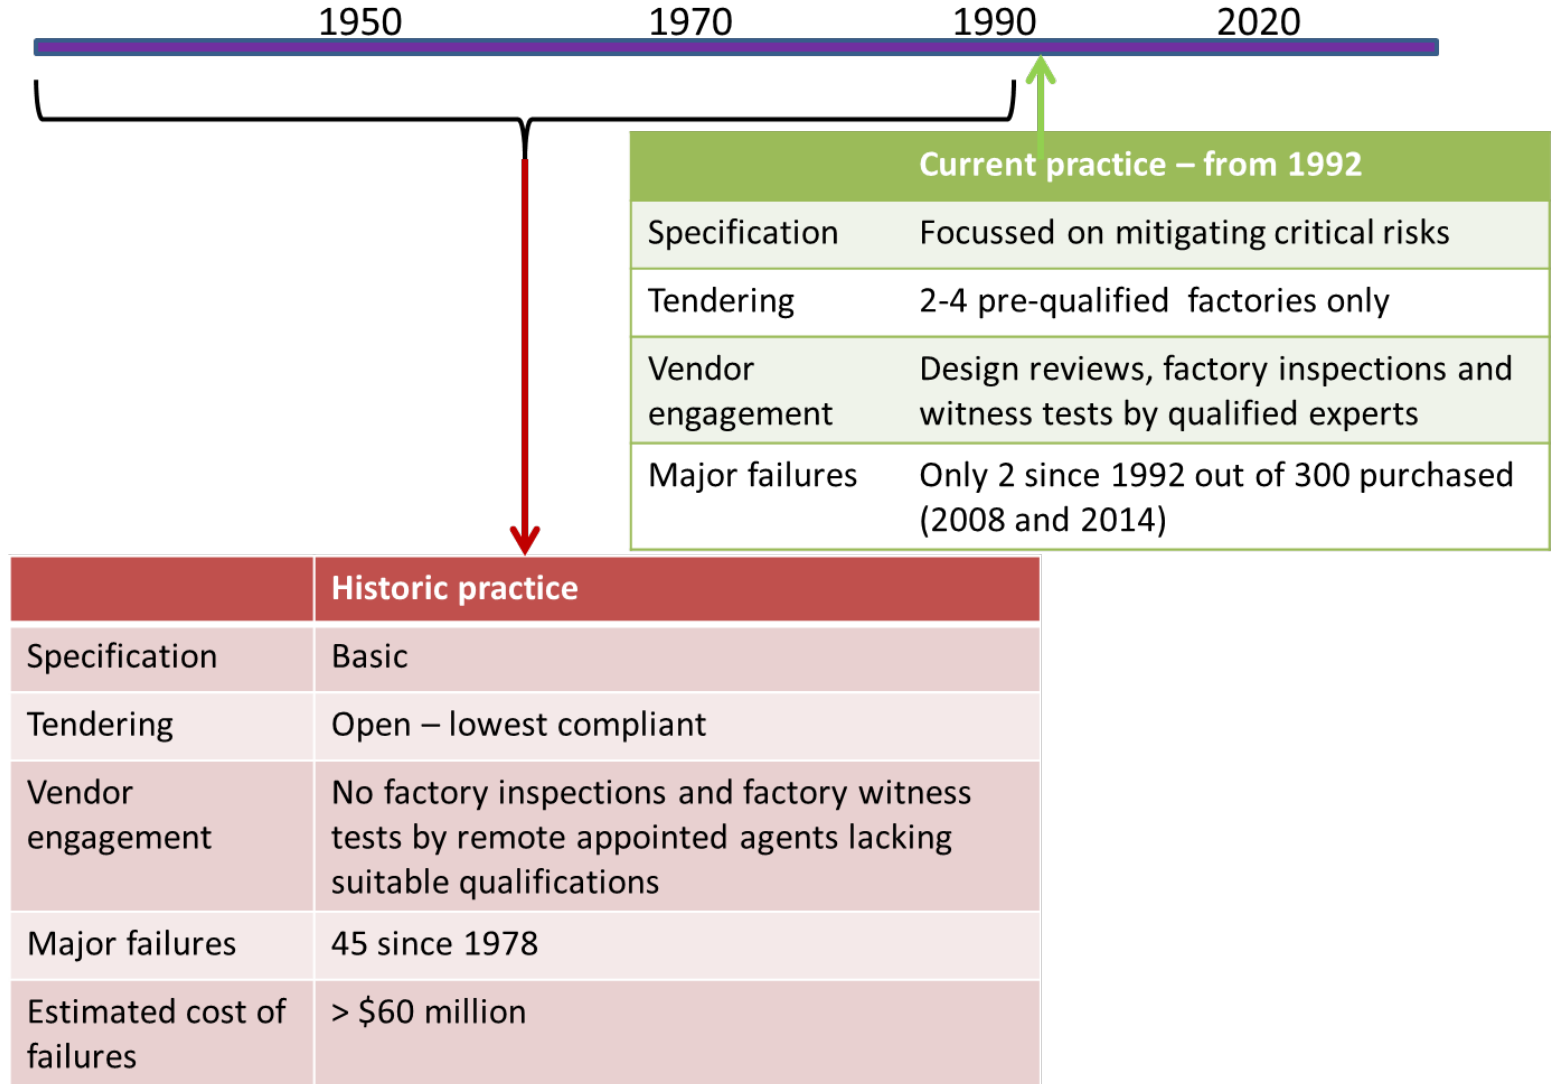 1950 1970 1990 2020
Current practice – from 1992
Specification Focussed on mitigating critical risks
Tendering 2-4 pre-qualified factories only
Vendor Design reviews, factory inspections and
engagement witness tests by qualified experts
Major failures Only 2 since 1992 out of 300 purchased
(2008 and 2014)
Historic practice
Specification Basic
Tendering Open – lowest compliant
Vendor No factory inspections and factory witness
engagement tests by remote appointed agents lacking
suitable qualifications
Major failures 45 since 1978
Estimated cost of > $60 million
failures